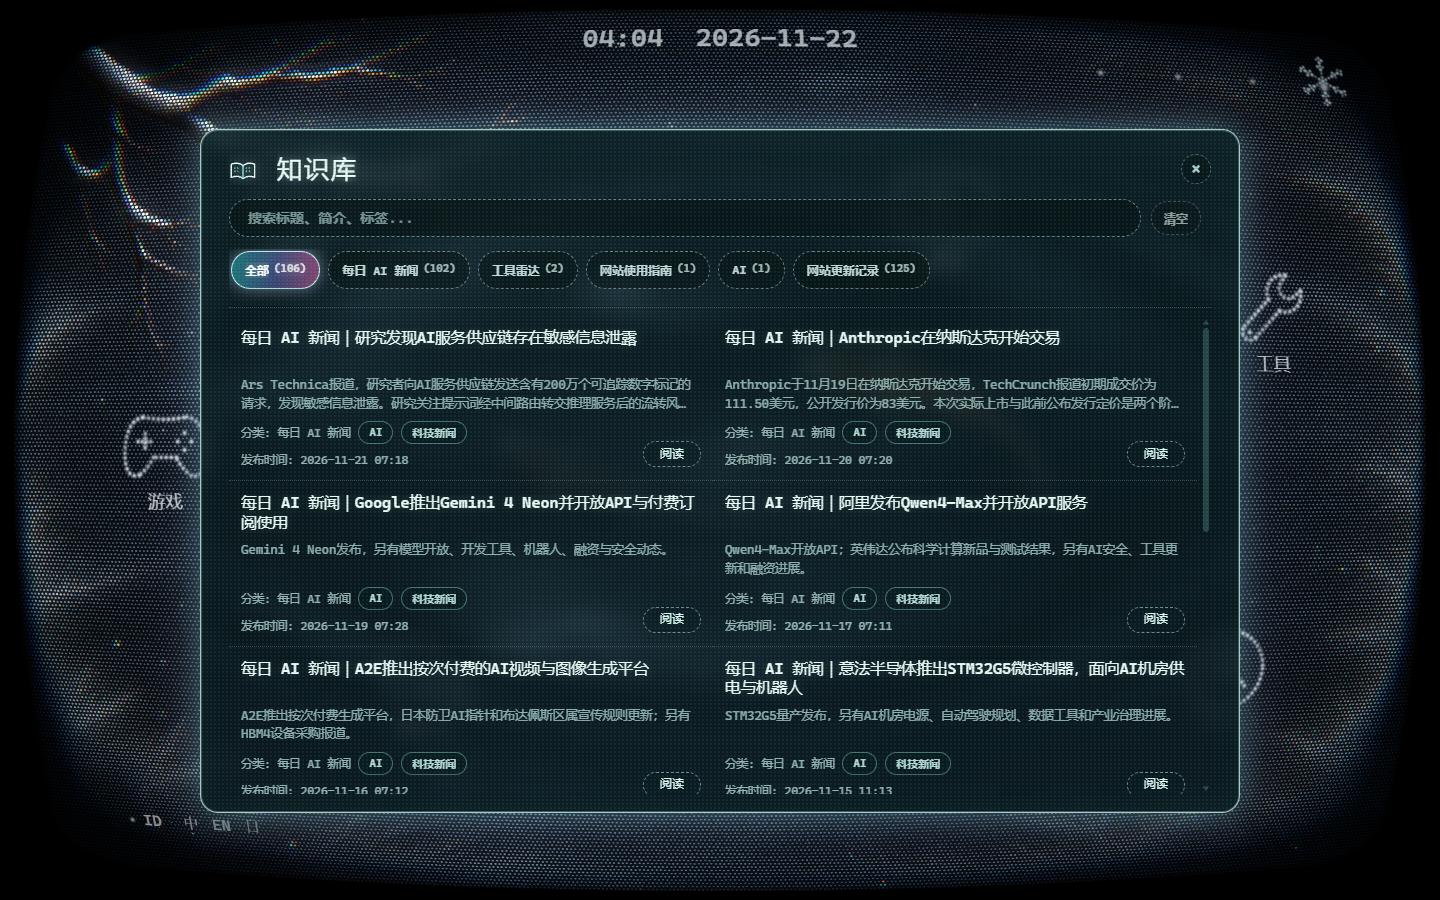 04:04 2026-11-22
知识库
×
搜索标题、简介、标签...
清空
全部 (106)
每日 AI 新闻 (102)
工具雷达 (2)
网站使用指南 (1)
AI (1)
网站更新记录 (125)
每日 AI 新闻 | 研究发现AI服务供应链存在敏感信息泄露
Ars Technica报道，研究者向AI服务供应链发送含有200万个可追踪数字标记的
请求，发现敏感信息泄露。研究关注提示词经中间路由转交推理服务后的流转风…
分类: 每日 AI 新闻 AI 科技新闻
发布时间: 2026-11-21 07:18
阅读
每日 AI 新闻 | Anthropic在纳斯达克开始交易
Anthropic于11月19日在纳斯达克开始交易，TechCrunch报道初期成交价为
111.50美元，公开发行价为83美元。本次实际上市与此前公布发行定价是两个阶…
分类: 每日 AI 新闻 AI 科技新闻
发布时间: 2026-11-20 07:20
阅读
每日 AI 新闻 | Google推出Gemini 4 Neon并开放API与付费订
阅使用
Gemini 4 Neon发布，另有模型开放、开发工具、机器人、融资与安全动态。
分类: 每日 AI 新闻 AI 科技新闻
发布时间: 2026-11-19 07:28
阅读
每日 AI 新闻 | 阿里发布Qwen4-Max并开放API服务
Qwen4-Max开放API；英伟达公布科学计算新品与测试结果，另有AI安全、工具更
新和融资进展。
分类: 每日 AI 新闻 AI 科技新闻
发布时间: 2026-11-17 07:11
阅读
每日 AI 新闻 | A2E推出按次付费的AI视频与图像生成平台
A2E推出按次付费生成平台，日本防卫AI指针和布达佩斯区属宣传规则更新；另有
HBM4设备采购报道。
分类: 每日 AI 新闻 AI 科技新闻
发布时间: 2026-11-16 07:12
阅读
每日 AI 新闻 | 意法半导体推出STM32G5微控制器，面向AI机房供
电与机器人
STM32G5量产发布，另有AI机房电源、自动驾驶规划、数据工具和产业治理进展。
分类: 每日 AI 新闻 AI 科技新闻
发布时间: 2026-11-15 11:13
阅读
游戏
工具
ID 中 EN 日